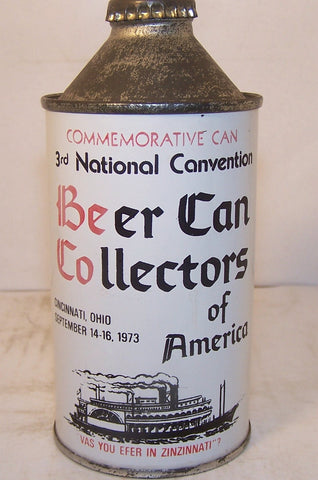 COMMEMORATIVE CAN
3rd National Canvention
Beer Can
Collectors
of
America
CINCINNATI, OHIO
SEPTEMBER 14-16, 1973
VAS YOU EFER IN ZINZINNATI"?